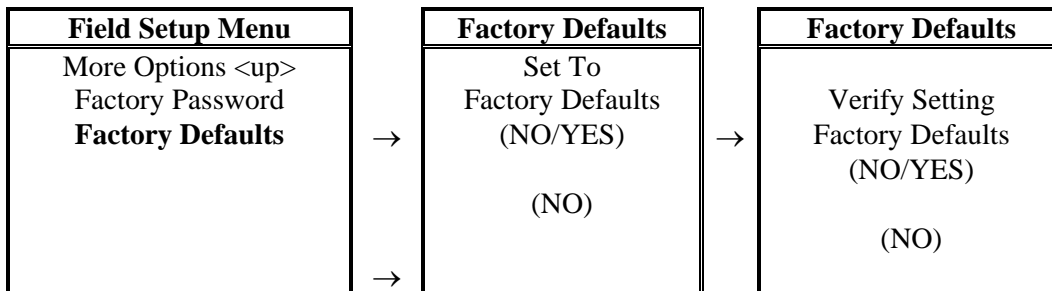 Field Setup Menu
More Options <up>
Factory Password
Factory Defaults
→
→
Factory Defaults
Set To
Factory Defaults
(NO/YES)
(NO)
→
Factory Defaults
Verify Setting
Factory Defaults
(NO/YES)
(NO)